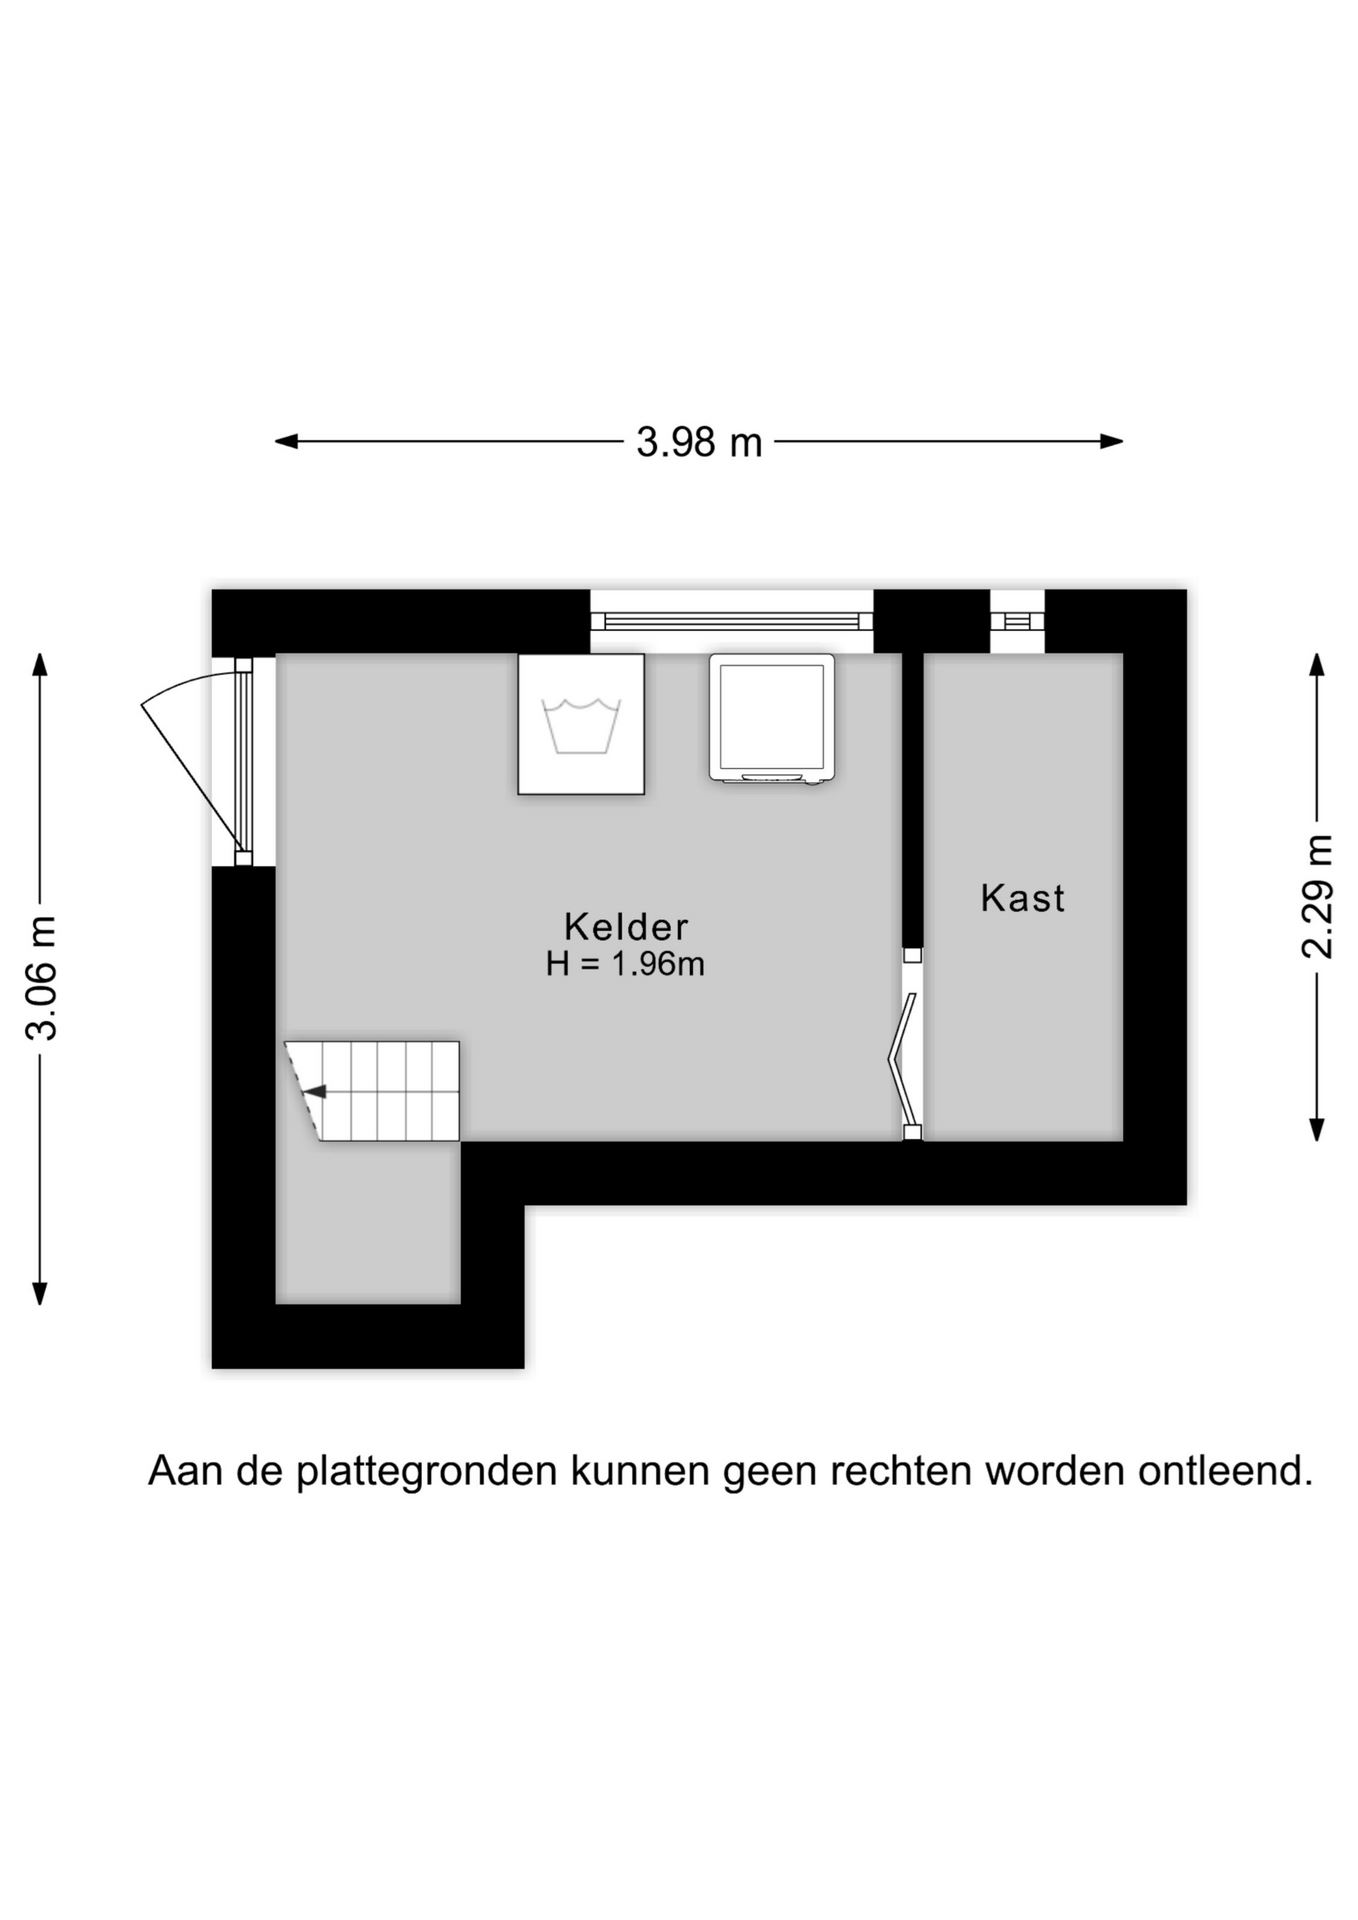 3.98 m
3.06 m
2.29 m
Kast
Kelder
H = 1.96m
Aan de plattegronden kunnen geen rechten worden ontleend.